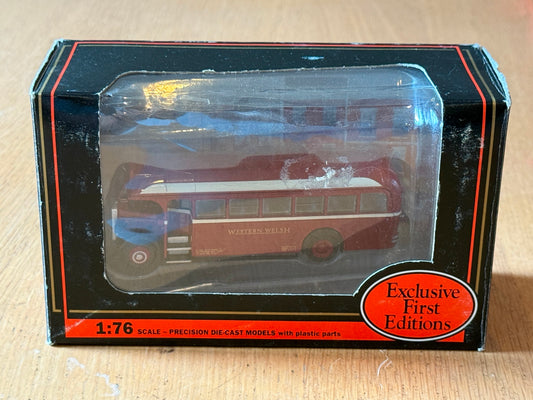 WESTERN WELSH
Exclusive
First
Editions
1:76 SCALE – PRECISION DIE-CAST MODELS with plastic parts